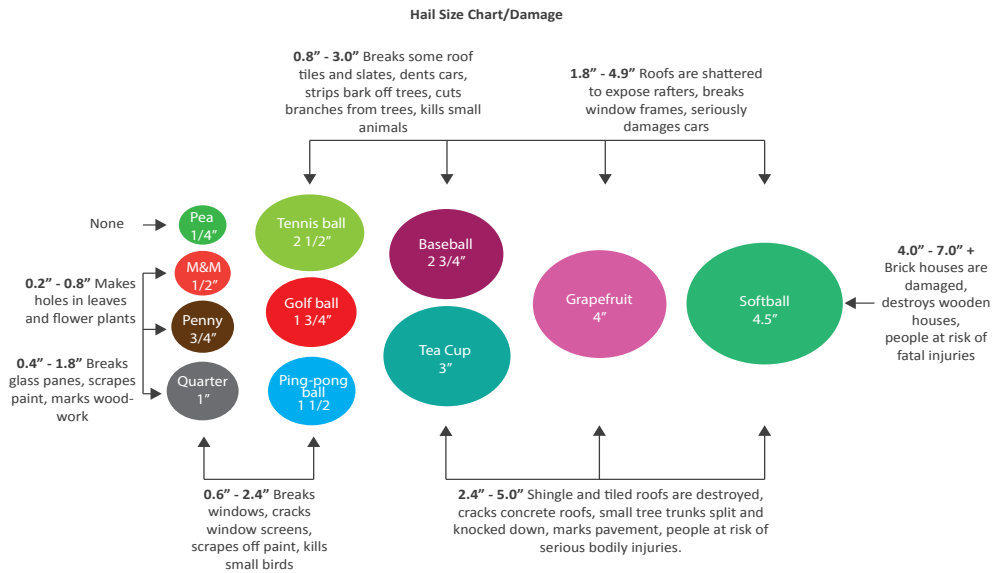 Hail Size Chart/Damage
0.8” - 3.0” Breaks some roof
tiles and slates, dents cars,
strips bark off trees, cuts
branches from trees, kills small
animals
1.8” - 4.9” Roofs are shattered
to expose rafters, breaks
window frames, seriously
damages cars
None
Pea
1/4”
M&M
1/2”
Penny
3/4”
Quarter
1”
0.2” - 0.8” Makes
holes in leaves
and flower plants
0.4” - 1.8” Breaks
glass panes, scrapes
paint, marks wood-
work
Tennis ball
2 1/2”
Golf ball
1 3/4”
Ping-pong
ball
1 1/2
Baseball
2 3/4”
Tea Cup
3”
Grapefruit
4”
Softball
4.5”
4.0” - 7.0” +
Brick houses are
damaged,
destroys wooden
houses,
people at risk of
fatal injuries
0.6” - 2.4” Breaks
windows, cracks
window screens,
scrapes off paint, kills
small birds
2.4” - 5.0” Shingle and tiled roofs are destroyed,
cracks concrete roofs, small tree trunks split and
knocked down, marks pavement, people at risk of
serious bodily injuries.